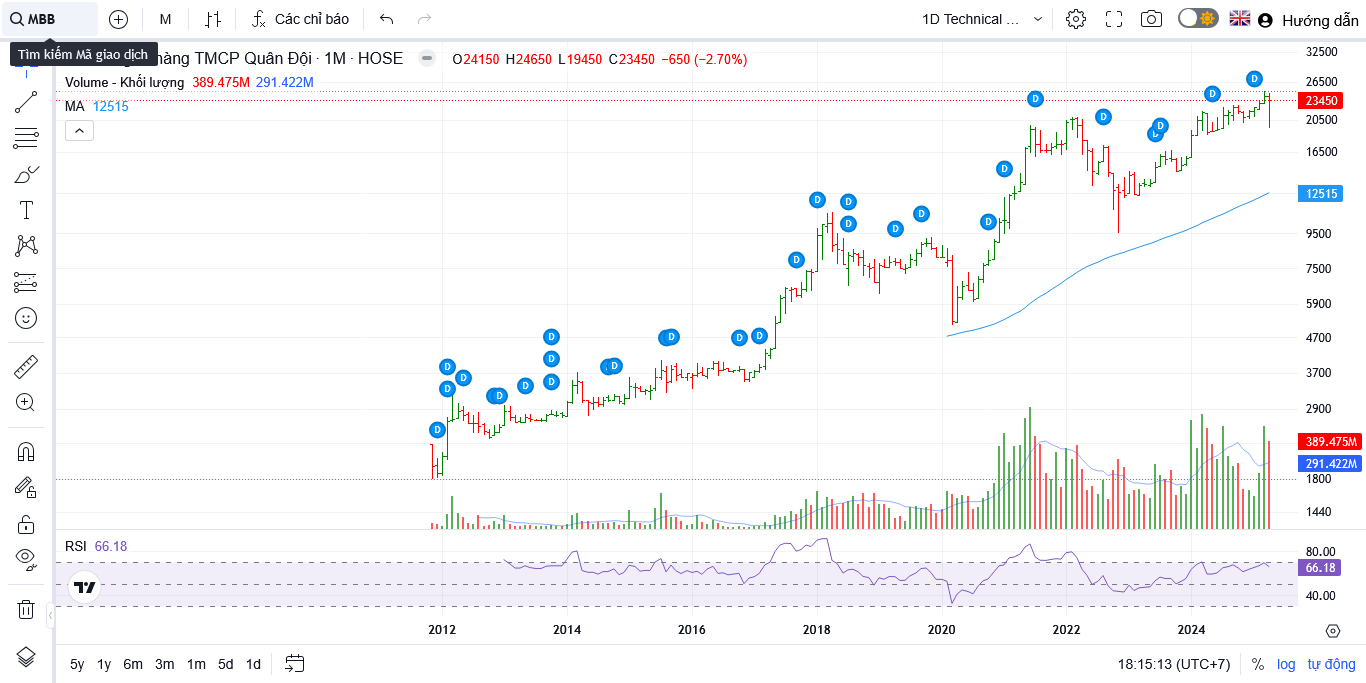 MBB M Các chỉ báo 1D Technical ... Hướng dẫn
Tìm kiếm Mã giao dịch
hàng TMCP Quân Đội · 1M · HOSE O24150 H24650 L19450 C23450 −650 (−2.70%)
Volume - Khối lượng 389.475M 291.422M
MA 12515
32500
26500
23450
20500
16500
12515
9500
7500
5900
4700
3700
2900
389.475M
291.422M
1800
1440
D D D D D D D D D D D D D D D D D D D D D D D D D D D D D D
RSI 66.18
80.00
66.18
40.00
2012 2014 2016 2018 2020 2022 2024
5y 1y 6m 3m 1m 5d 1d 18:15:13 (UTC+7) % log tự động